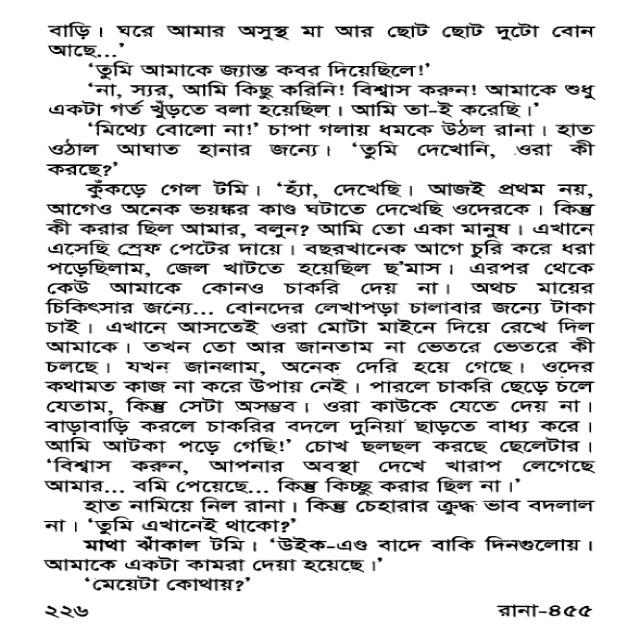 বাড়ি। ঘরে আমার অসুস্থ মা আর ছোট ছোট দুটো বোন
আছে...’
‘তুমি আমাকে জ্যান্ত কবর দিয়েছিলে!’
‘না, স্যর, আমি কিছু করিনি! বিশ্বাস করুন! আমাকে শুধু
একটা গর্ত খুঁড়তে বলা হয়েছিল। আমি তা-ই করেছি।’
‘মিথ্যে বোলো না!’ চাপা গলায় ধমকে উঠল রানা। হাত
ওঠাল আঘাত হানার জন্যে। ‘তুমি দেখোনি, ওরা কী
করছে?’
কুঁকড়ে গেল টমি। ‘হ্যাঁ, দেখেছি। আজই প্রথম নয়,
আগেও অনেক ভয়ঙ্কর কাণ্ড ঘটাতে দেখেছি ওদেরকে। কিন্তু
কী করার ছিল আমার, বলুন? আমি তো একা মানুষ। এখানে
এসেছি স্রেফ পেটের দায়ে। বছরখানেক আগে চুরি করে ধরা
পড়েছিলাম, জেল খাটতে হয়েছিল ছ’মাস। এরপর থেকে
কেউ আমাকে কোনও চাকরি দেয় না। অথচ মায়ের
চিকিৎসার জন্যে... বোনদের লেখাপড়া চালাবার জন্যে টাকা
চাই। এখানে আসতেই ওরা মোটা মাইনে দিয়ে রেখে দিল
আমাকে। তখন তো আর জানতাম না ভেতরে ভেতরে কী
চলছে। যখন জানলাম, অনেক দেরি হয়ে গেছে। ওদের
কথামত কাজ না করে উপায় নেই। পারলে চাকরি ছেড়ে চলে
যেতাম, কিন্তু সেটা অসম্ভব। ওরা কাউকে যেতে দেয় না।
বাড়াবাড়ি করলে চাকরির বদলে দুনিয়া ছাড়তে বাধ্য করে।
আমি আটকা পড়ে গেছি!’ চোখ ছলছল করছে ছেলেটার।
‘বিশ্বাস করুন, আপনার অবস্থা দেখে খারাপ লেগেছে
আমার... বমি পেয়েছে... কিন্তু কিচ্ছু করার ছিল না।’
হাত নামিয়ে নিল রানা। কিন্তু চেহারার ক্রুদ্ধ ভাব বদলাল
না। ‘তুমি এখানেই থাকো?’
মাথা ঝাঁকাল টমি। ‘উইক-এণ্ড বাদে বাকি দিনগুলোয়।
আমাকে একটা কামরা দেয়া হয়েছে।’
‘মেয়েটা কোথায়?’
২২৬ রানা-৪৫৫